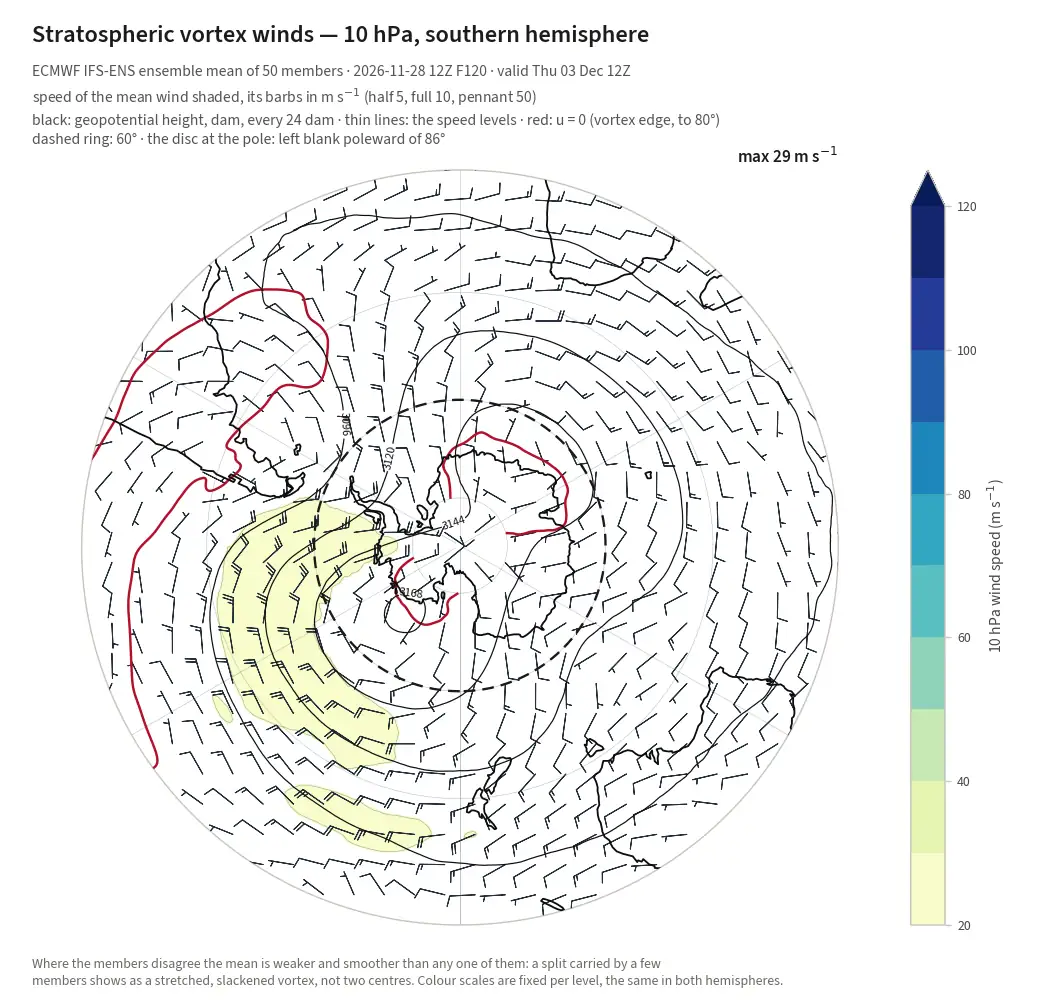 Stratospheric vortex winds — 10 hPa, southern hemisphere
ECMWF IFS-ENS ensemble mean of 50 members · 2026-11-28 12Z F120 · valid Thu 03 Dec 12Z
speed of the mean wind shaded, its barbs in m s⁻¹ (half 5, full 10, pennant 50)
black: geopotential height, dam, every 24 dam · thin lines: the speed levels · red: u = 0 (vortex edge, to 80°)
dashed ring: 60° · the disc at the pole: left blank poleward of 86°
max 29 m s⁻¹
120
100
80
60
40
20
10 hPa wind speed (m s⁻¹)
3096
3120
3144
3168
Where the members disagree the mean is weaker and smoother than any one of them: a split carried by a few
members shows as a stretched, slackened vortex, not two centres. Colour scales are fixed per level, the same in both hemispheres.